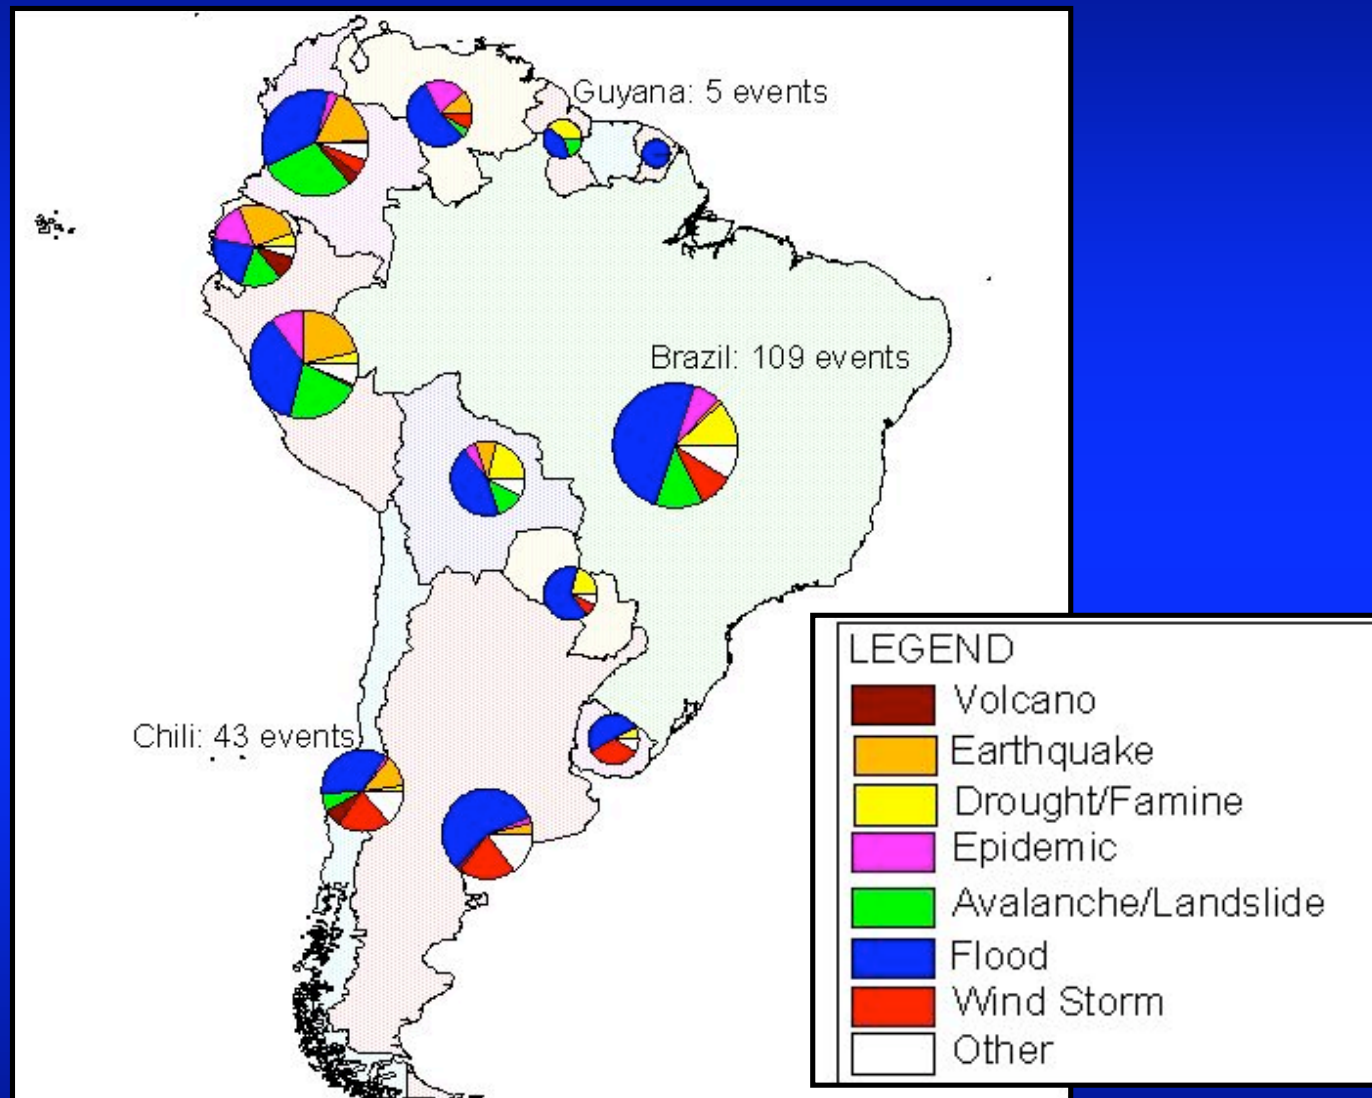 Guyana: 5 events
Brazil: 109 events
Chili: 43 events
LEGEND
Volcano
Earthquake
Drought/Famine
Epidemic
Avalanche/Landslide
Flood
Wind Storm
Other